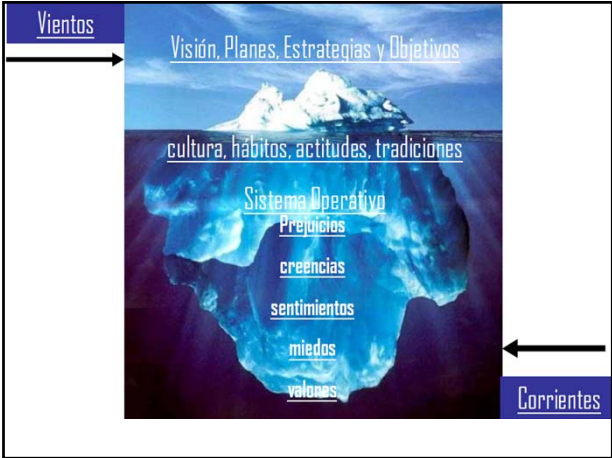 Vientos
Visión, Planes, Estrategias y Objetivos
cultura, hábitos, actitudes, tradiciones
Sistema Operativo
Prejuicios
creencias
sentimientos
miedos
valores
Corrientes